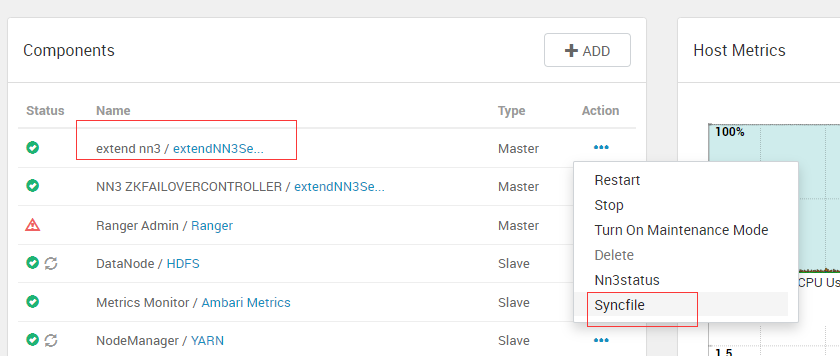 Components
ADD
Host Metrics
Status Name Type Action
extend nn3 / extendNN3Se... Master
100%
NN3 ZKFAILOVERCONTROLLER / extendNN3Se... Master
Restart
Stop
Ranger Admin / Ranger Master
Turn On Maintenance Mode
Delete
DataNode / HDFS Slave
Nn3status
CPU Us
Metrics Monitor / Ambari Metrics Slave
Syncfile
NodeManager / YARN Slave
1.5